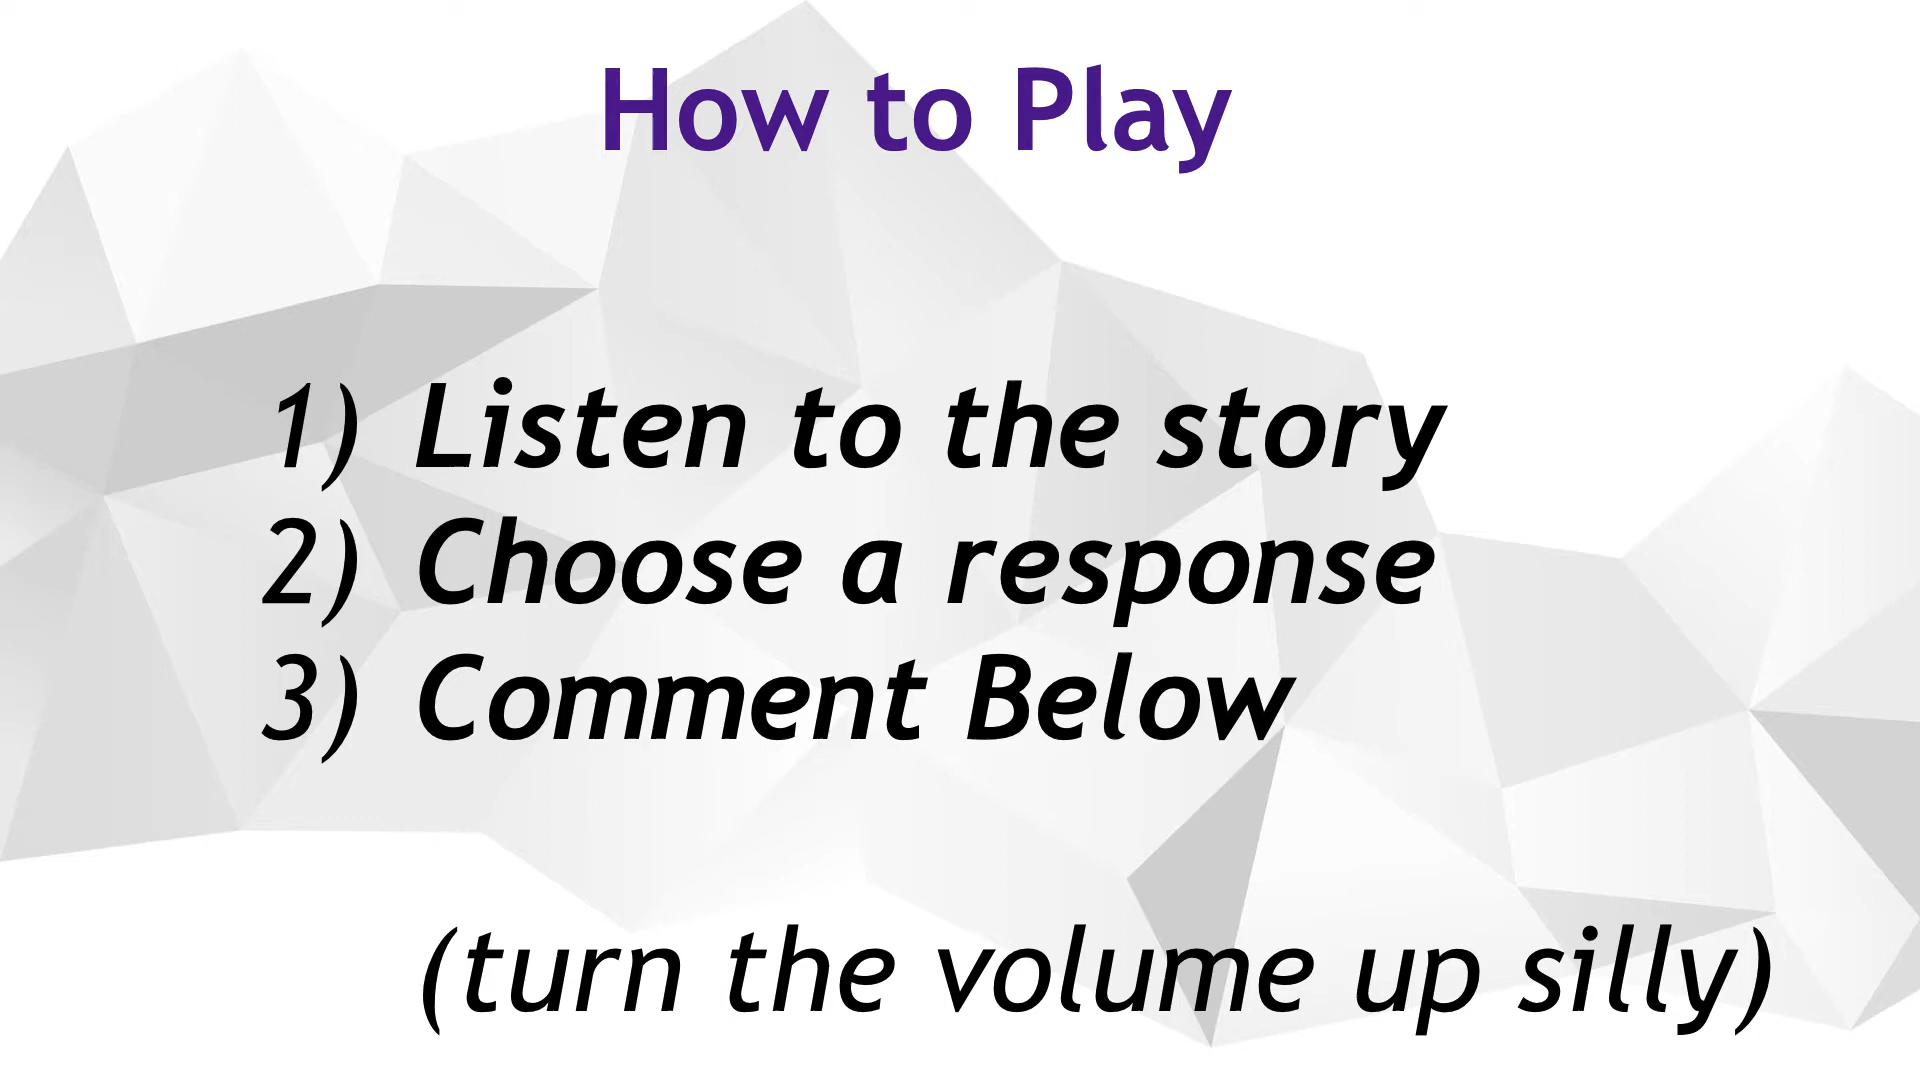 How to Play
1) Listen to the story
2) Choose a response
3) Comment Below
(turn the volume up silly)